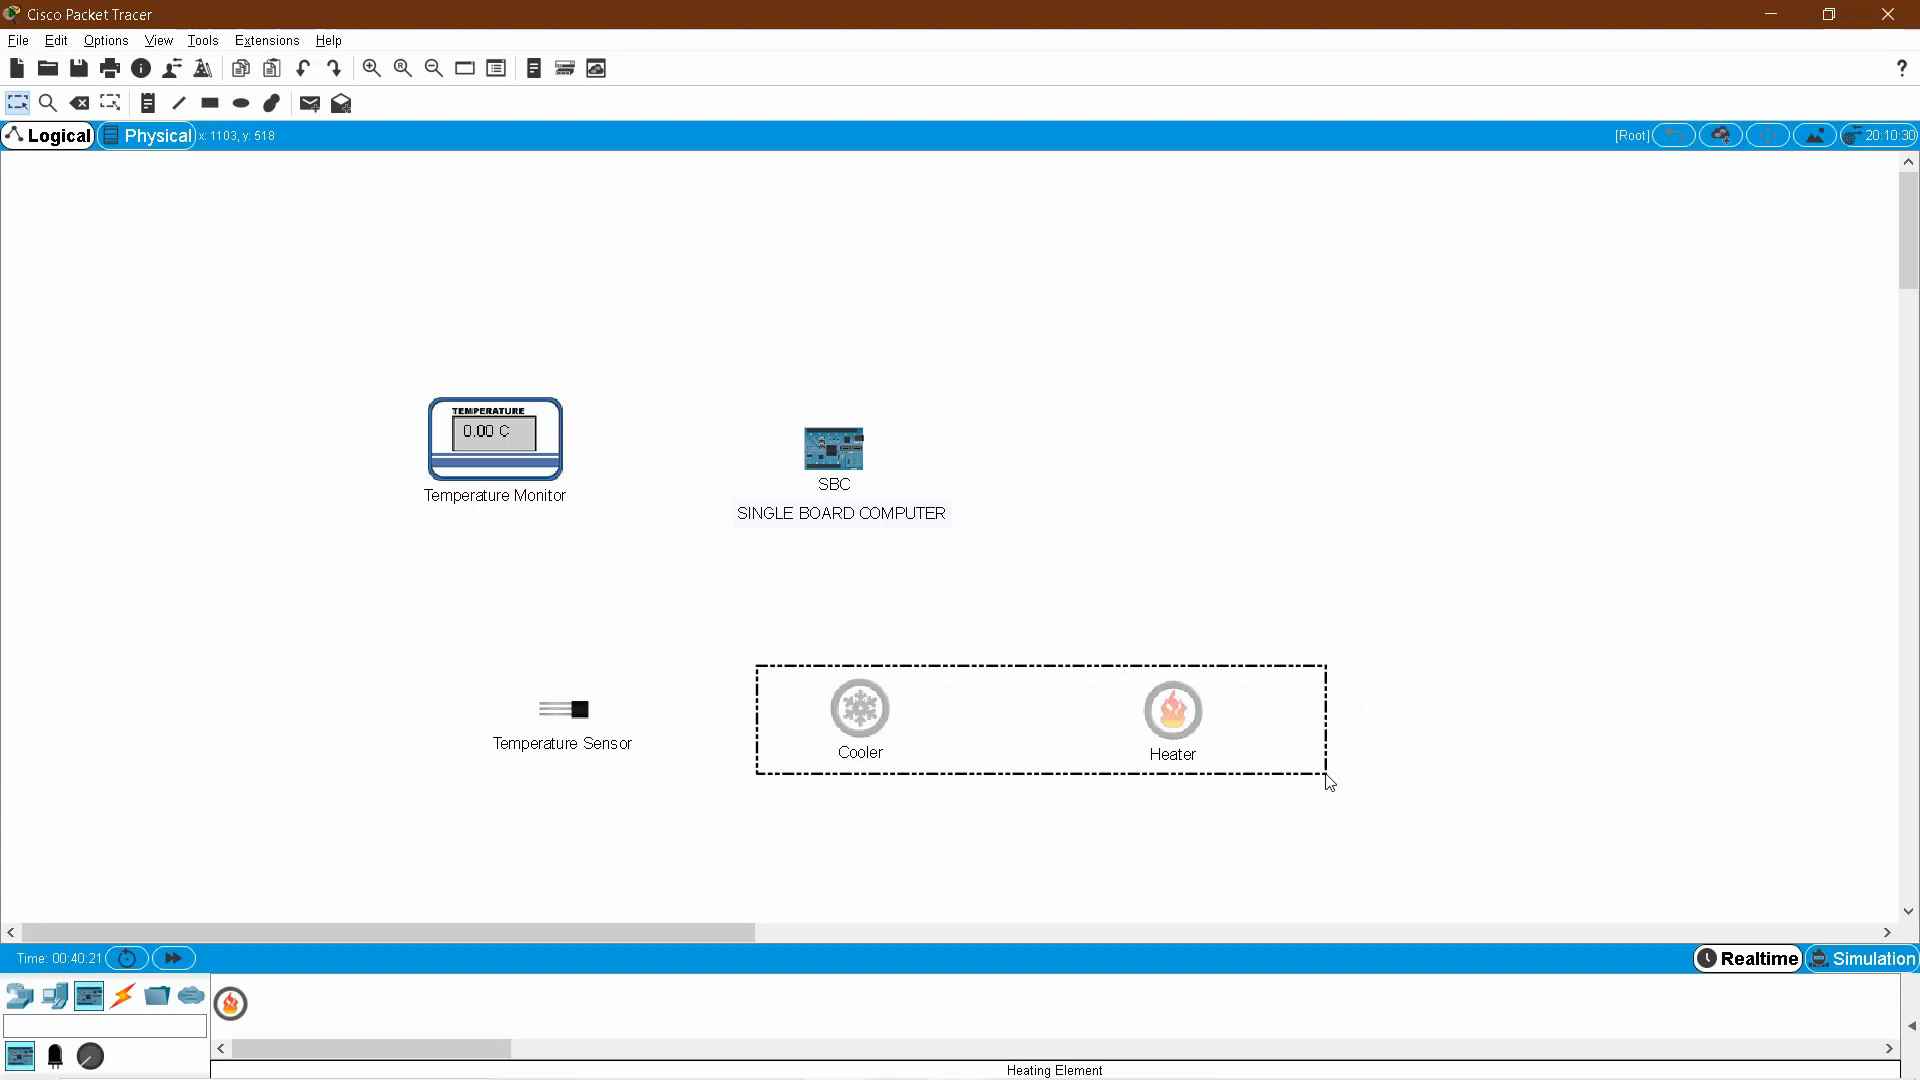 Cisco Packet Tracer
File Edit Options View Tools Extensions Help
?
Logical Physical x: 1103, y: 518 [Root] 20:10:30
TEMPERATURE
0.00 C
Temperature Monitor
SBC
SINGLE BOARD COMPUTER
Temperature Sensor
Cooler
Heater
Time: 00:40:21 Realtime Simulation
Heating Element